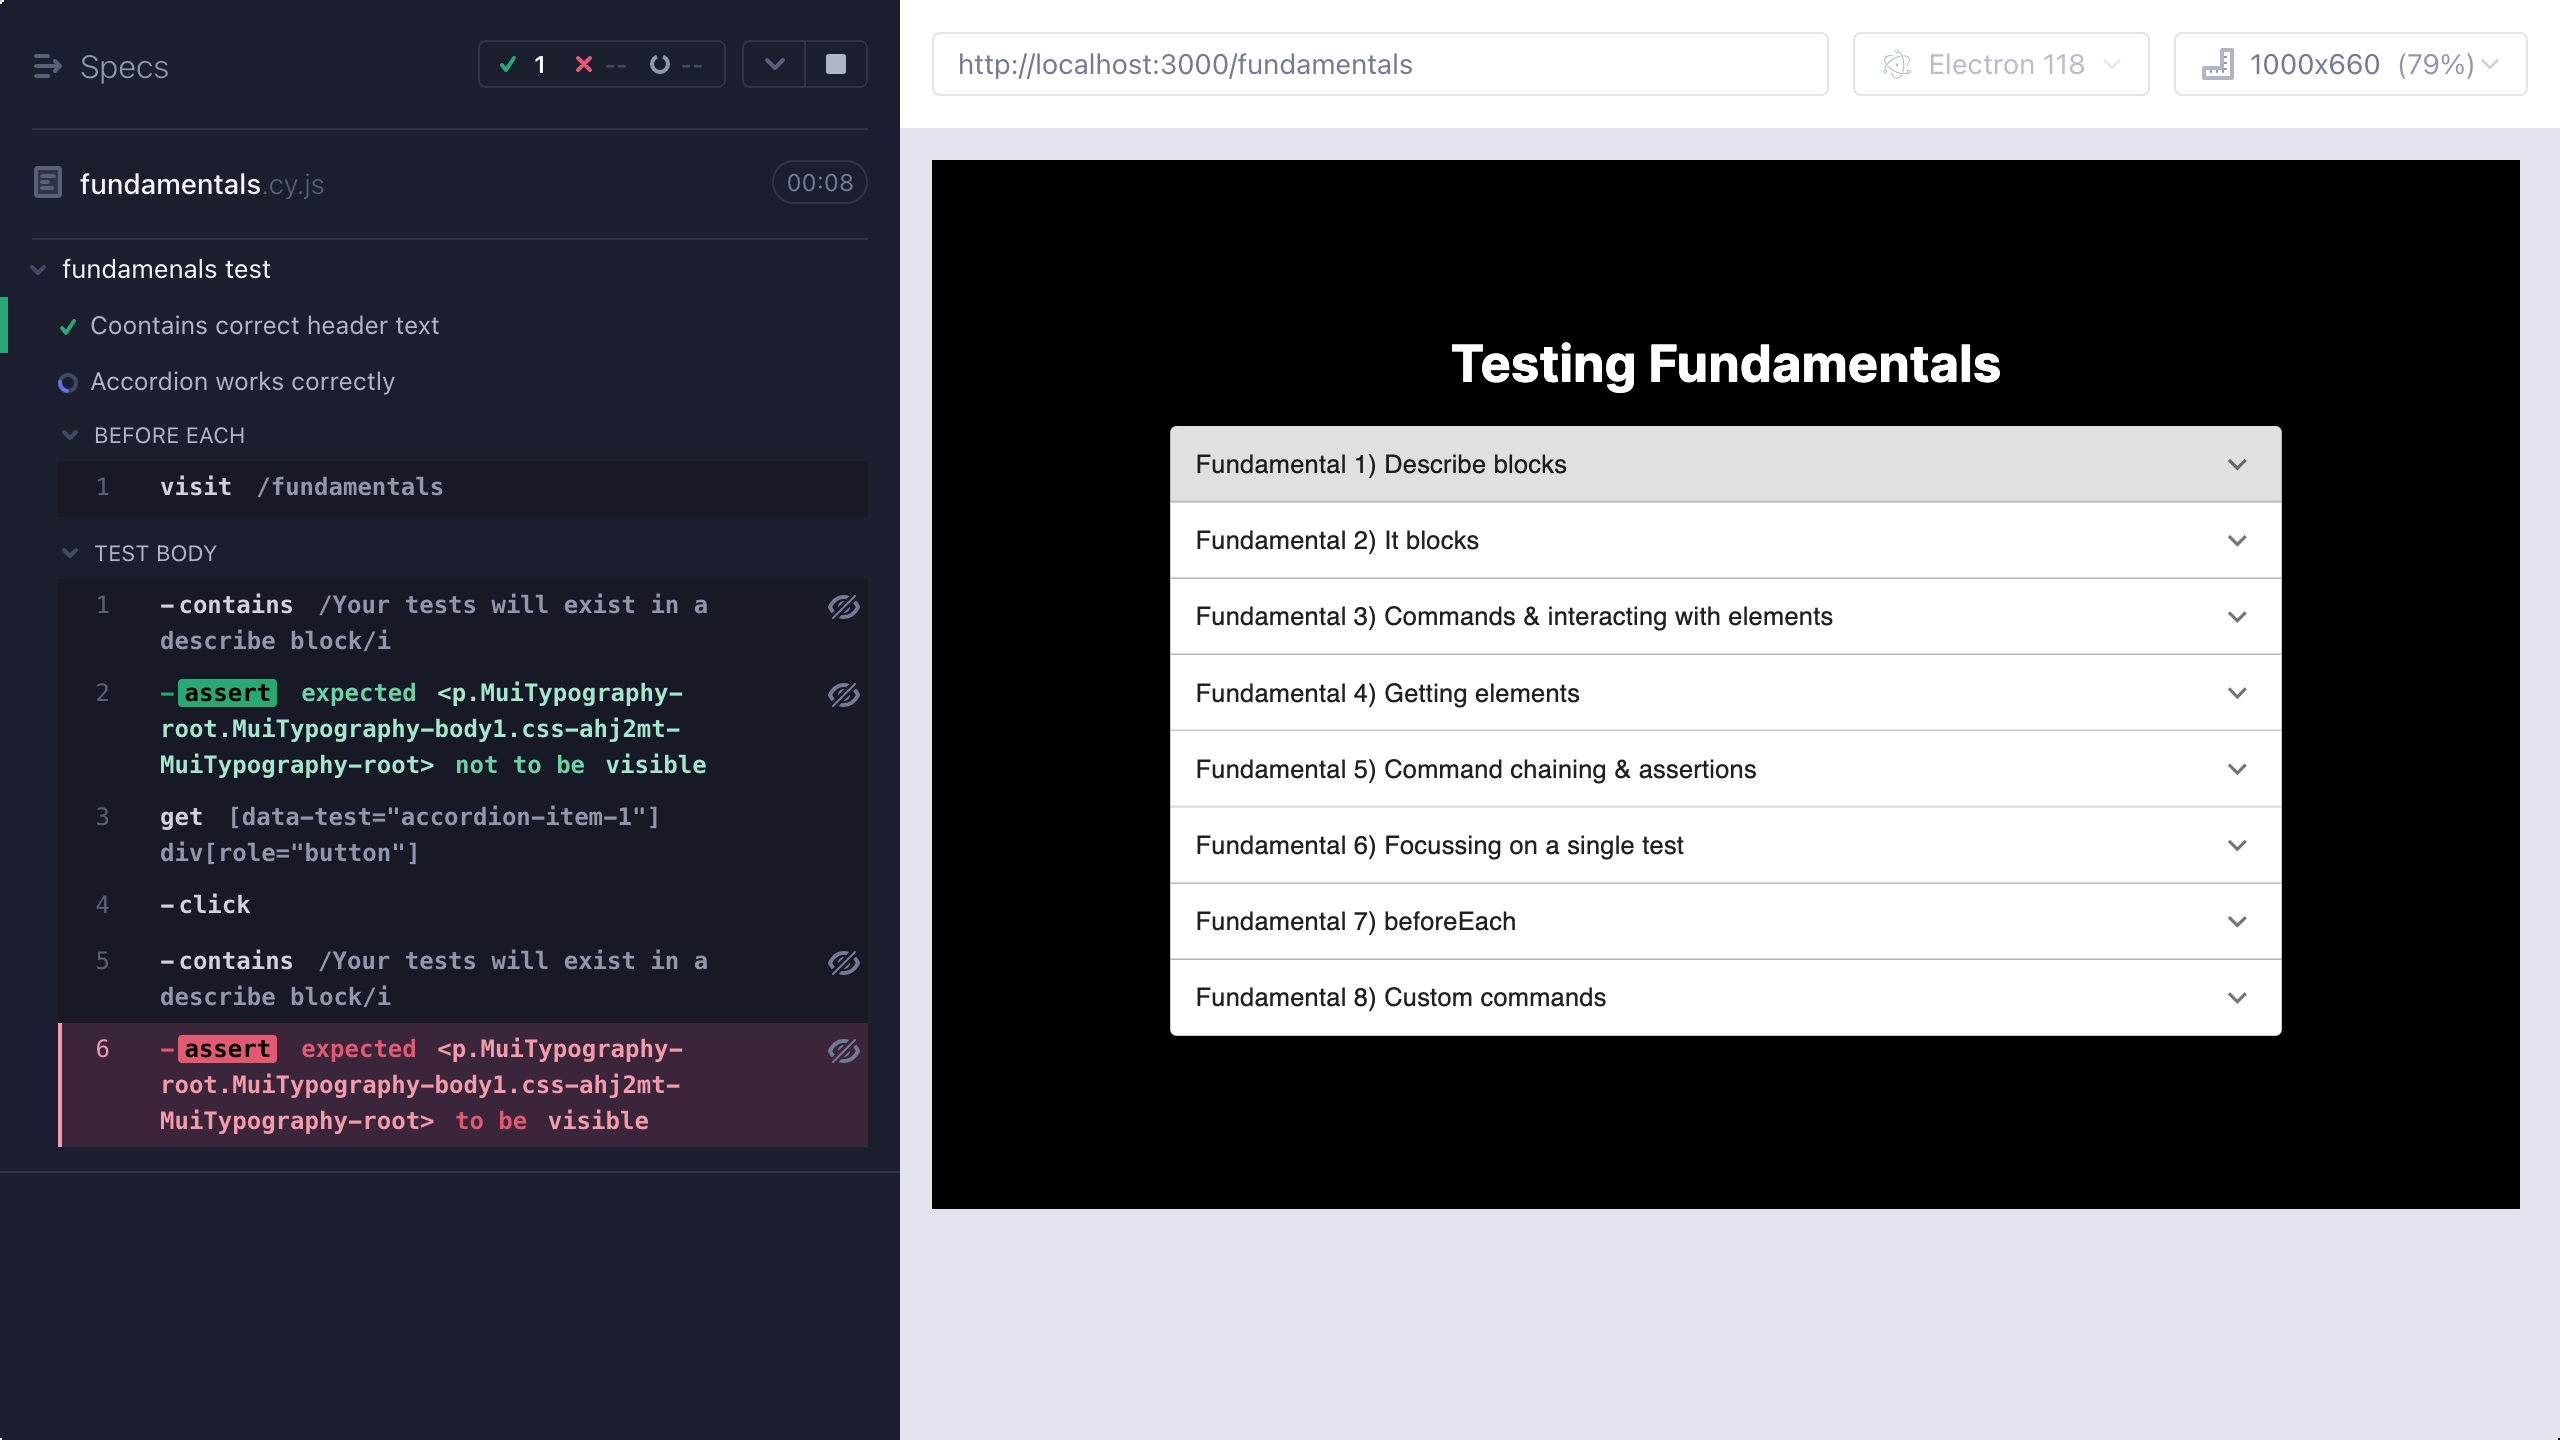 Specs
1 -- --
fundamentals.cy.js
00:08
fundamenals test
Coontains correct header text
Accordion works correctly
BEFORE EACH
1 visit /fundamentals
TEST BODY
1 -contains /Your tests will exist in a
describe block/i
2 -assert expected <p.MuiTypography-
root.MuiTypography-body1.css-ahj2mt-
MuiTypography-root> not to be visible
3 get [data-test="accordion-item-1"]
div[role="button"]
4 -click
5 -contains /Your tests will exist in a
describe block/i
6 -assert expected <p.MuiTypography-
root.MuiTypography-body1.css-ahj2mt-
MuiTypography-root> to be visible
http://localhost:3000/fundamentals
Electron 118
1000x660 (79%)
Testing Fundamentals
Fundamental 1) Describe blocks
Fundamental 2) It blocks
Fundamental 3) Commands & interacting with elements
Fundamental 4) Getting elements
Fundamental 5) Command chaining & assertions
Fundamental 6) Focussing on a single test
Fundamental 7) beforeEach
Fundamental 8) Custom commands